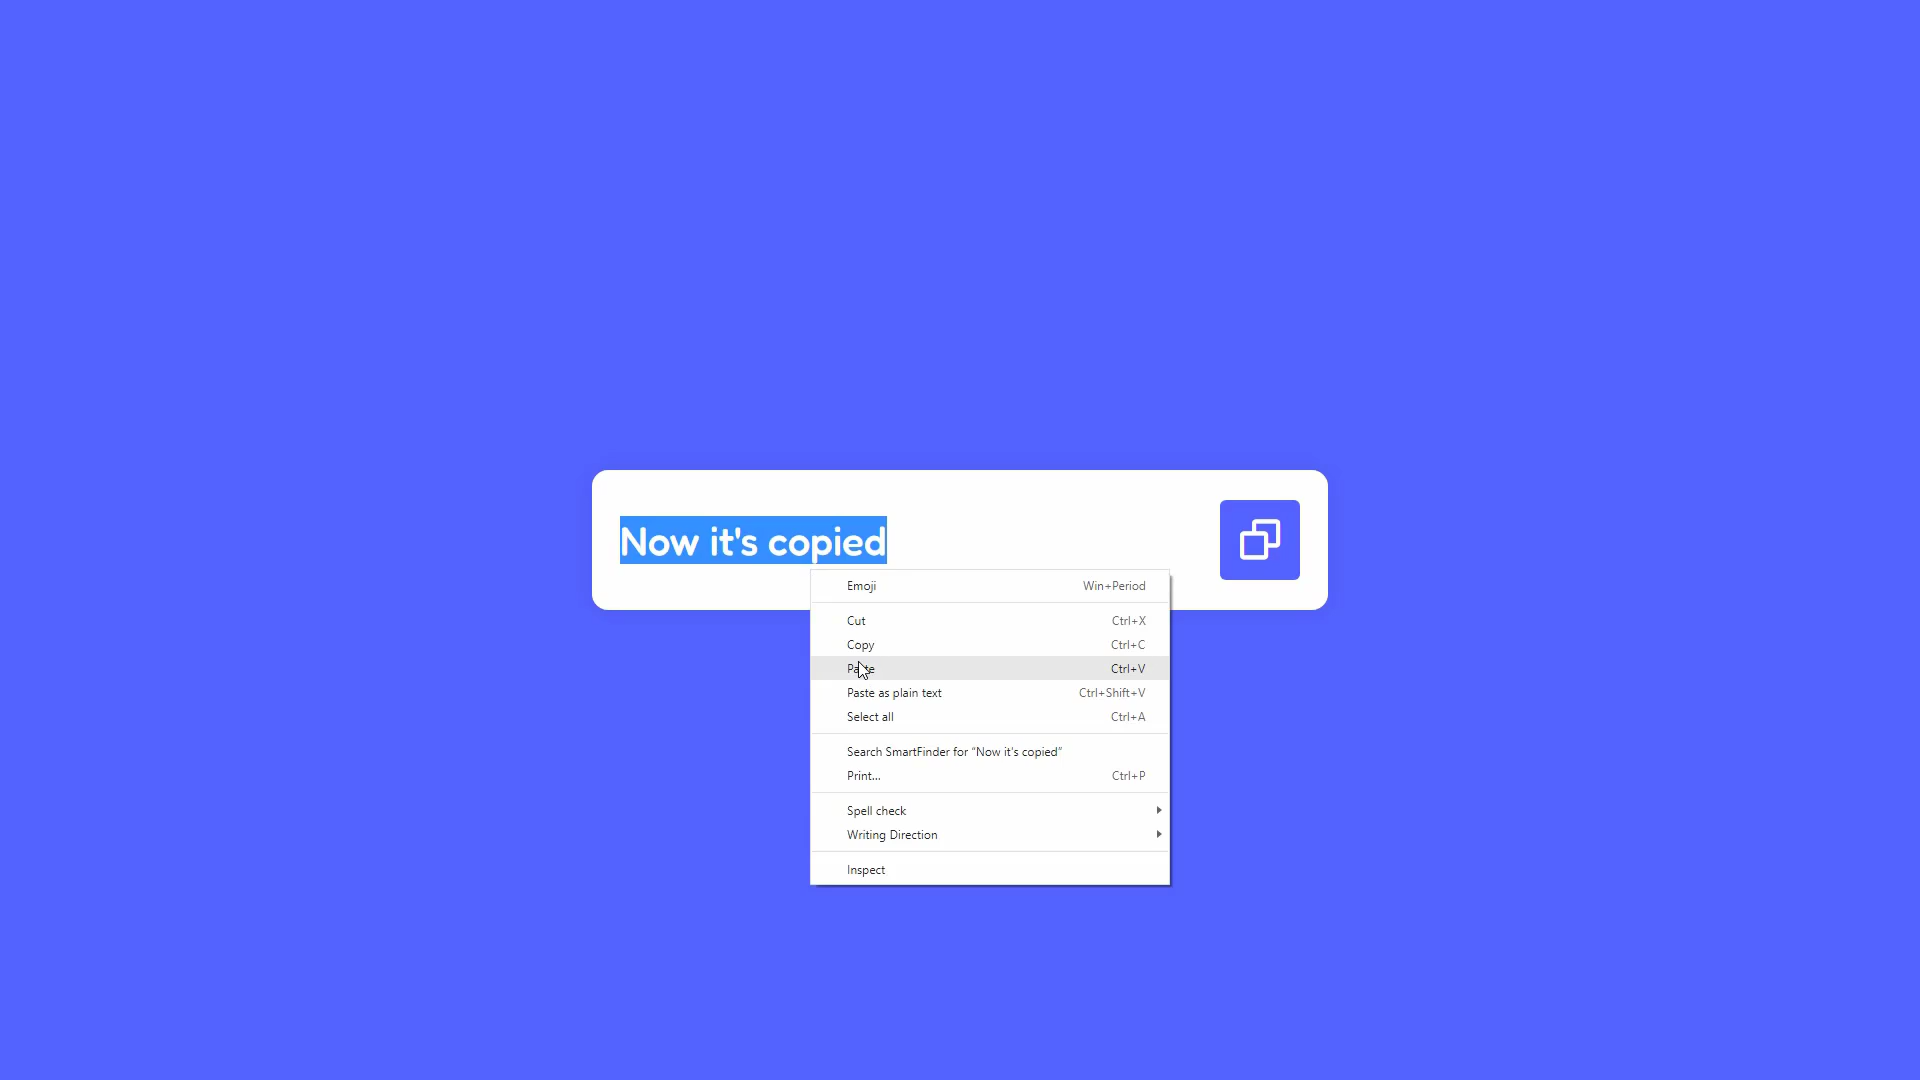 Now it's copied
Emoji Win+Period
Cut Ctrl+X
Copy Ctrl+C
Paste Ctrl+V
Paste as plain text Ctrl+Shift+V
Select all Ctrl+A
Search SmartFinder for “Now it's copied”
Print... Ctrl+P
Spell check
Writing Direction
Inspect